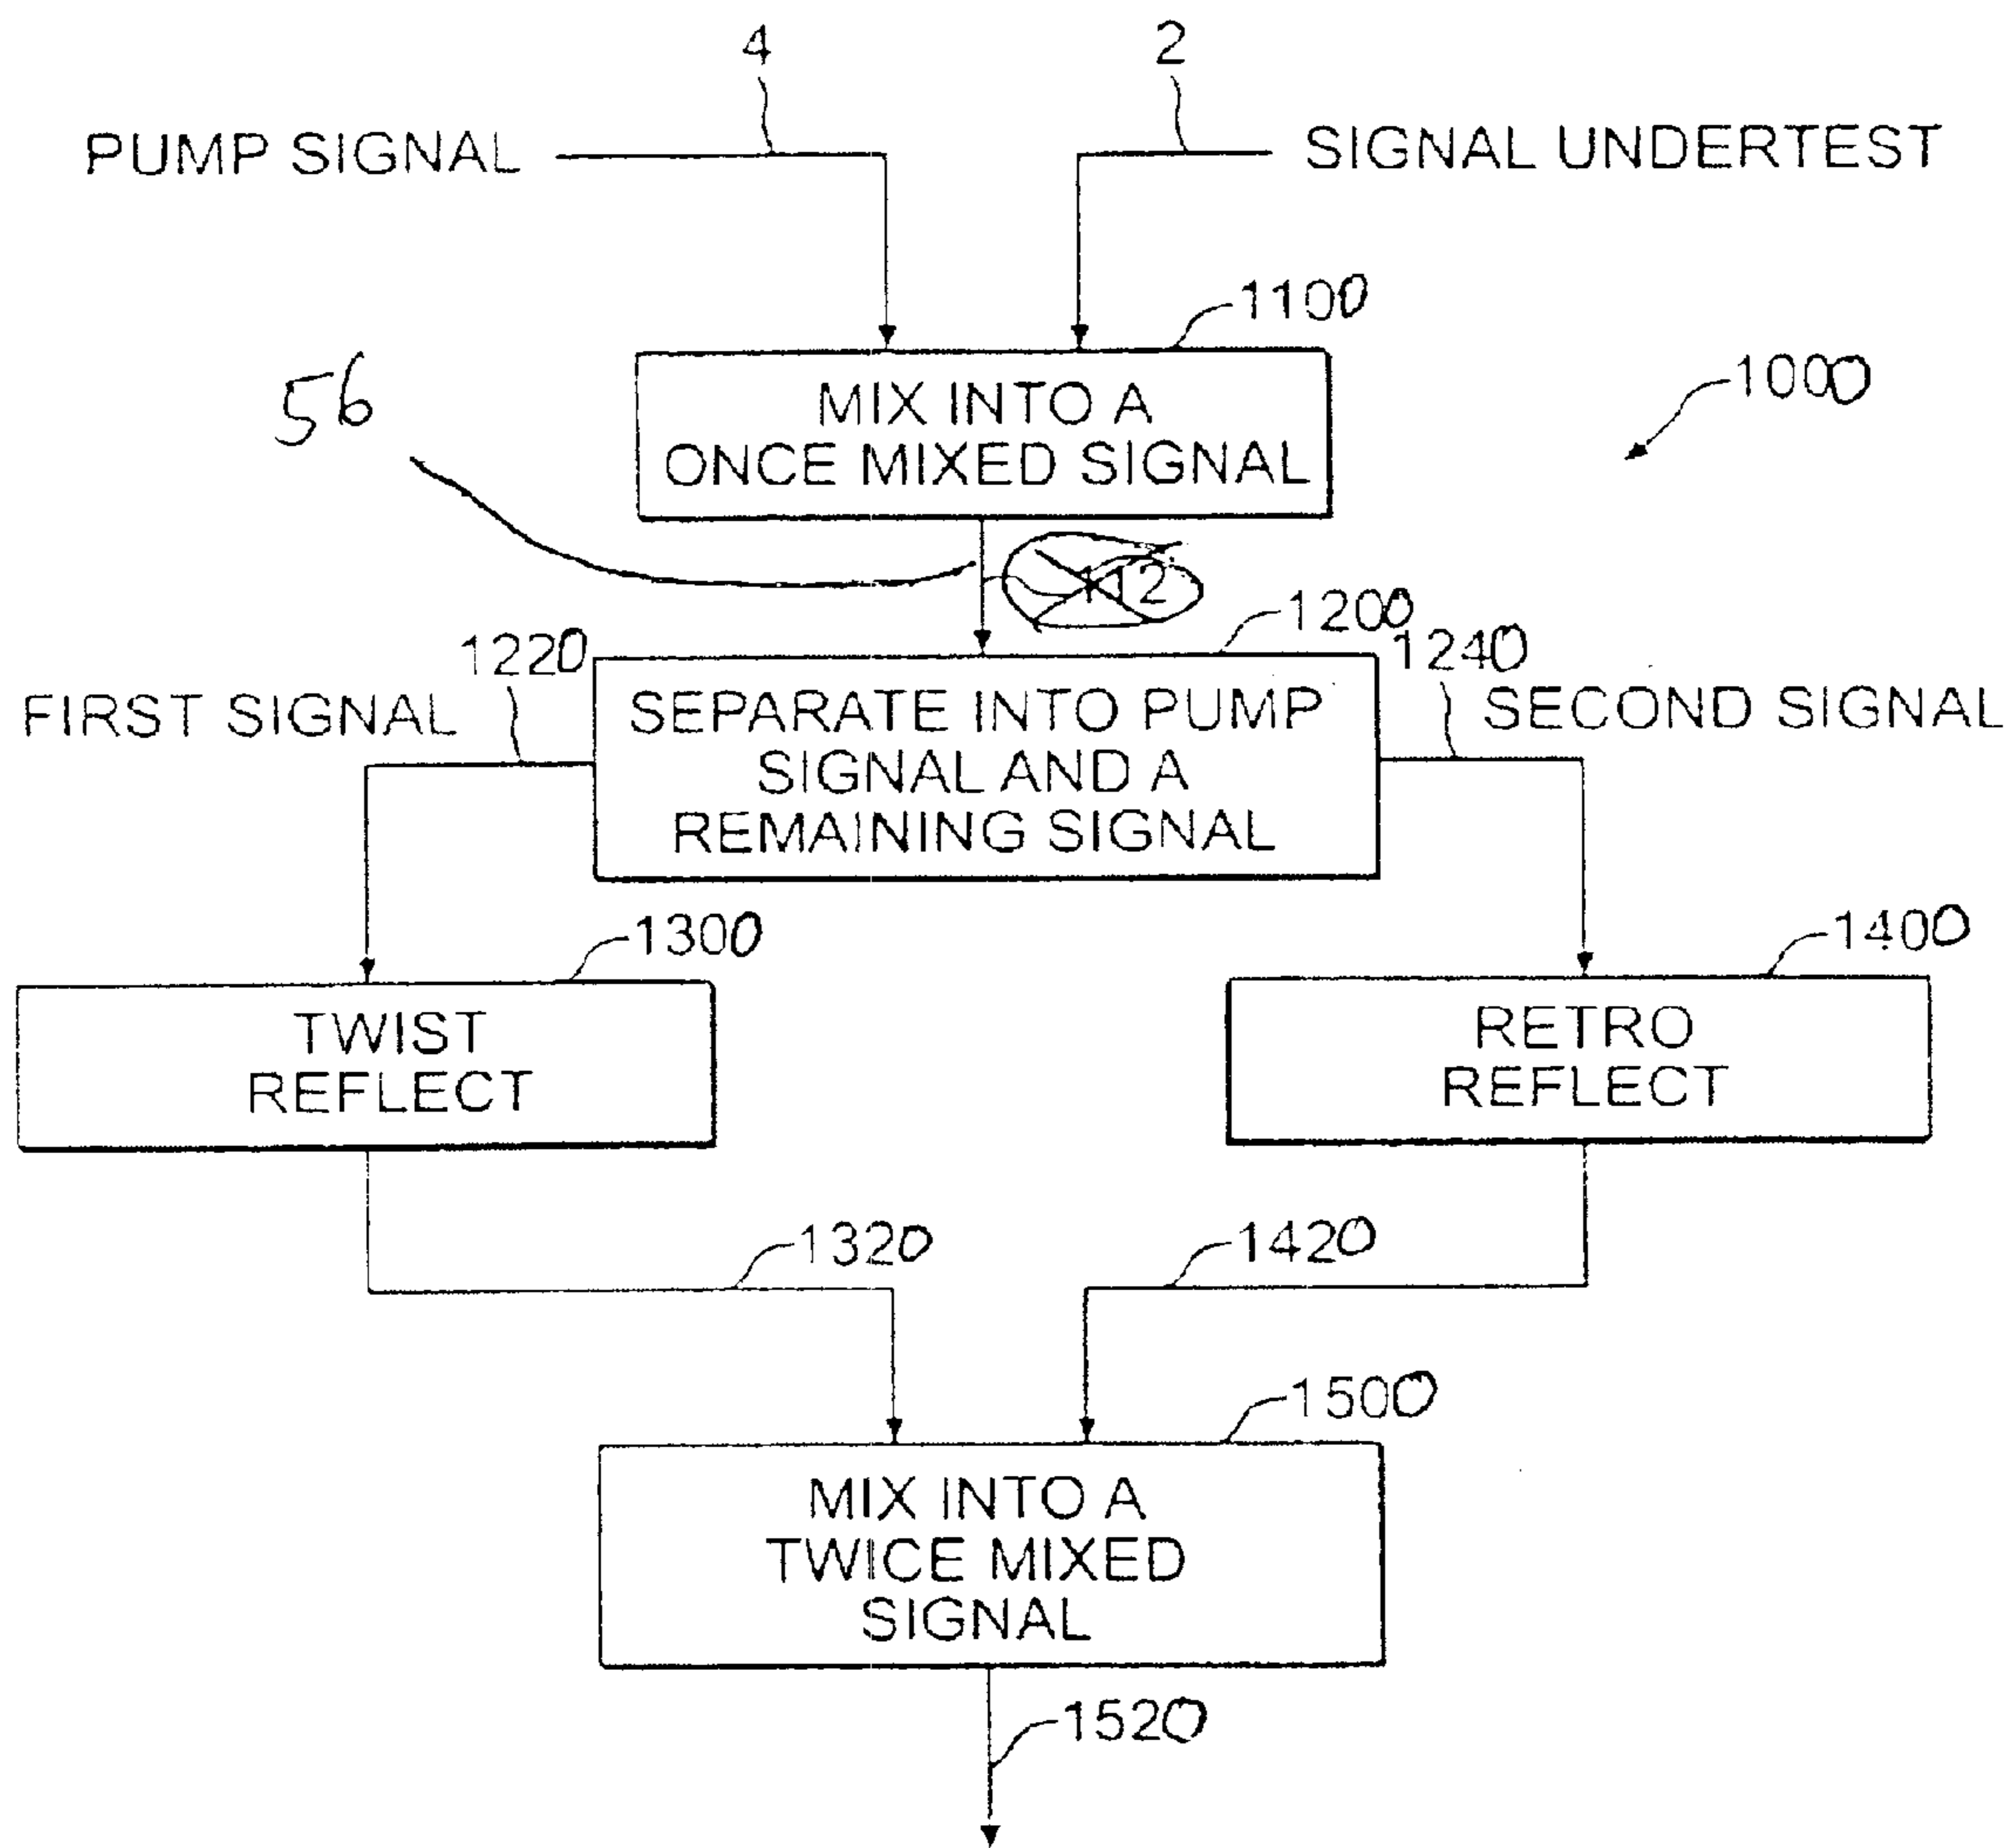 4
2
PUMP SIGNAL
SIGNAL UNDERTEST
1100
MIX INTO A
ONCE MIXED SIGNAL
1000
56
112
1200
1220
1240
FIRST SIGNAL
SEPARATE INTO PUMP
SIGNAL AND A
REMAINING SIGNAL
SECOND SIGNAL
1300
TWIST
REFLECT
1400
RETRO
REFLECT
1320
1420
1500
MIX INTO A
TWICE MIXED
SIGNAL
1520